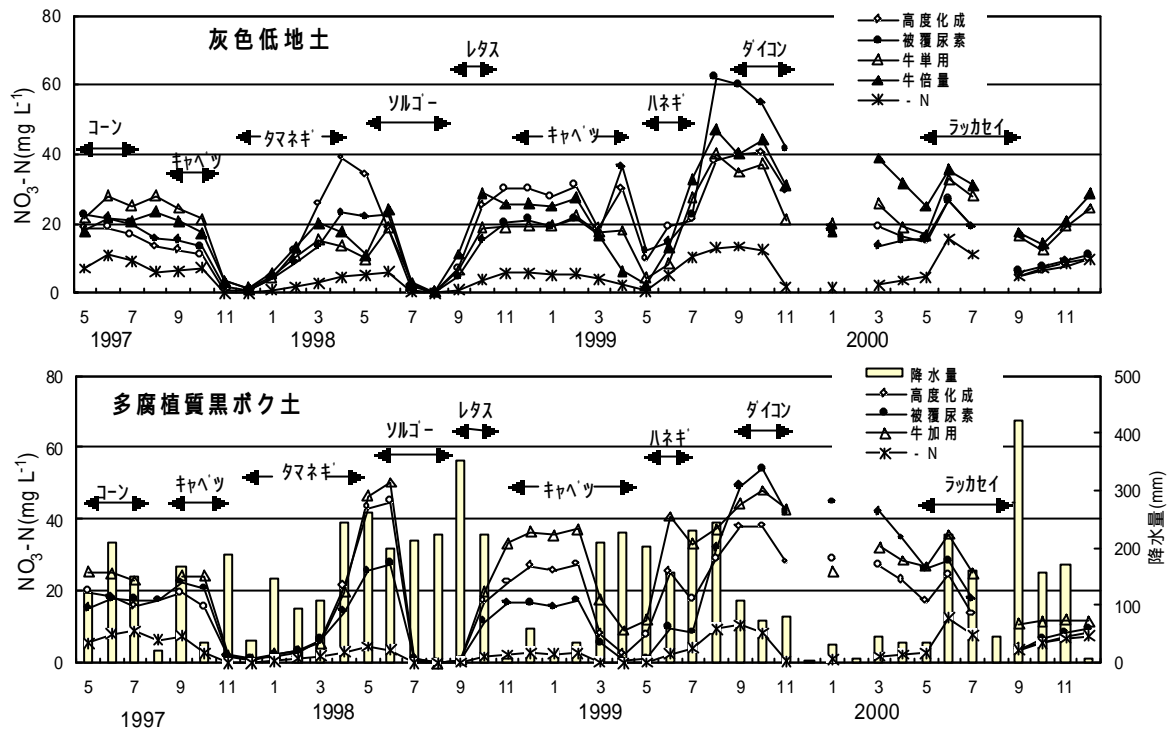 80
60
40
20
0
NO3-N(mg L-1)
灰色低地土
コーン
キャベツ
タマネギ
ソルゴー
レタス
キャベツ
ハネギ
ダイコン
ラッカセイ
高度化成
被覆尿素
牛単用
牛倍量
-N
5 7 9 11 1 3 5 7 9 11 1 3 5 7 9 11 1 3 5 7 9 11
1997 1998 1999 2000
80
60
40
20
0
NO3-N(mg L-1)
多腐植質黒ボク土
コーン
キャベツ
タマネギ
ソルゴー
レタス
キャベツ
ハネギ
ダイコン
ラッカセイ
降水量
高度化成
被覆尿素
牛加用
-N
500
400
300
200
100
0
降水量(mm)
5 7 9 11 1 3 5 7 9 11 1 3 5 7 9 11 1 3 5 7 9 11
1997 1998 1999 2000